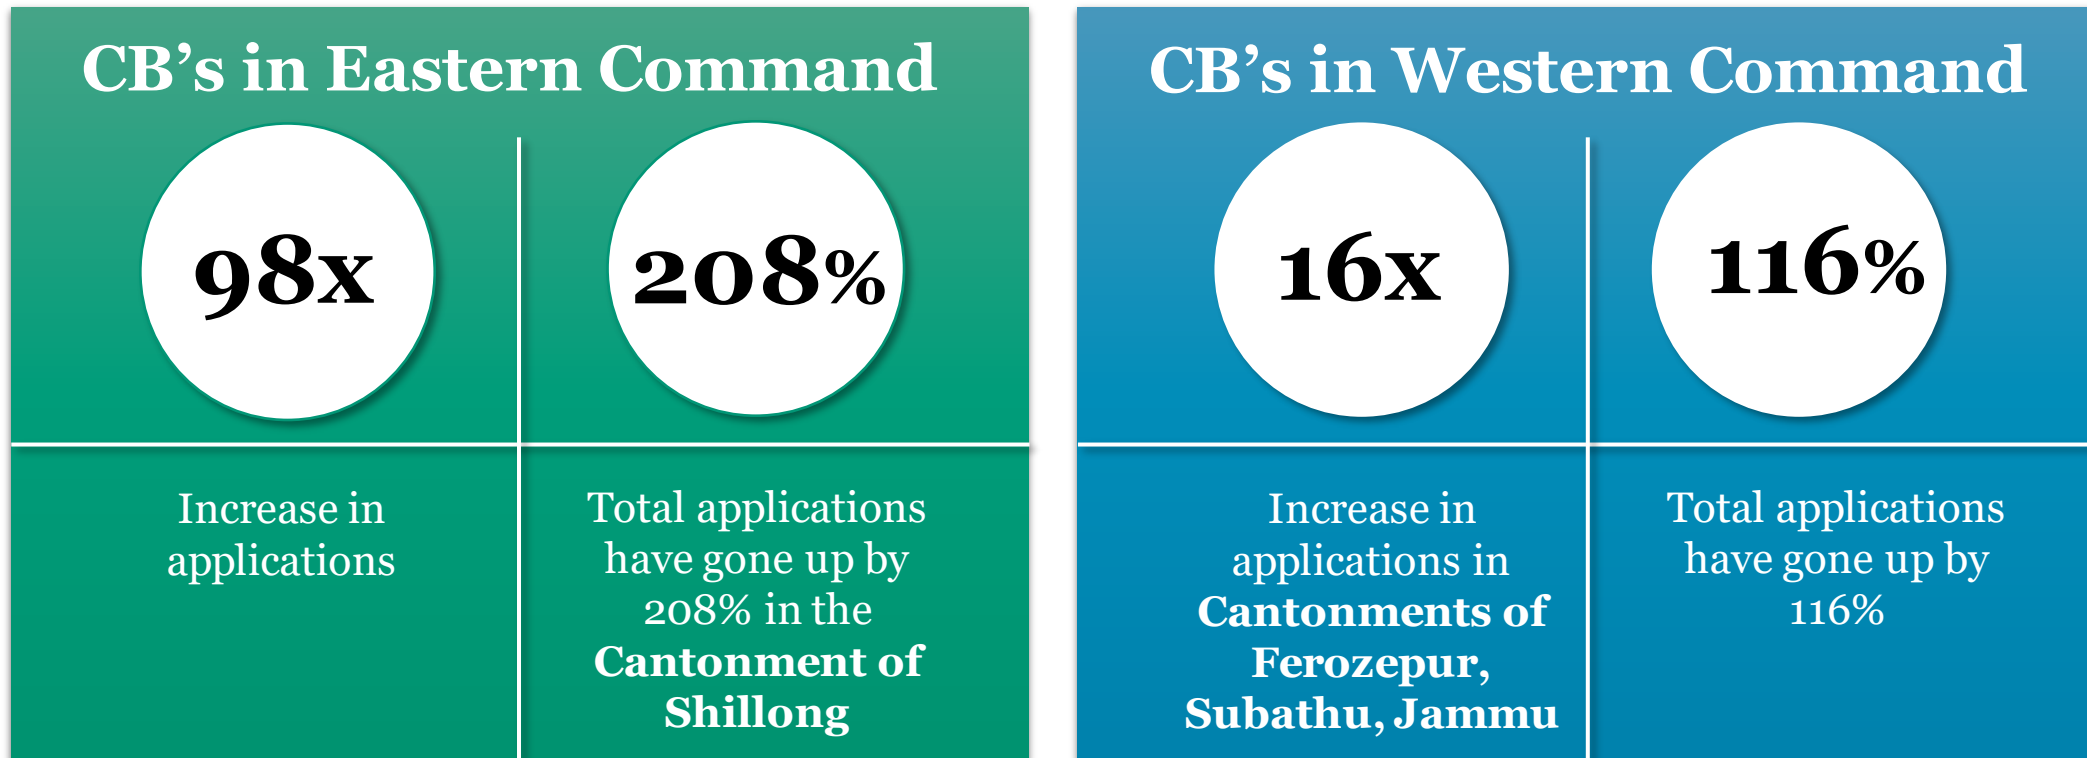 CB’s in Eastern Command
98x
208%
Increase in
applications
Total applications
have gone up by
208% in the
Cantonment of
Shillong
CB’s in Western Command
16x
116%
Increase in
applications in
Cantonments of
Ferozepur,
Subathu, Jammu
Total applications
have gone up by
116%